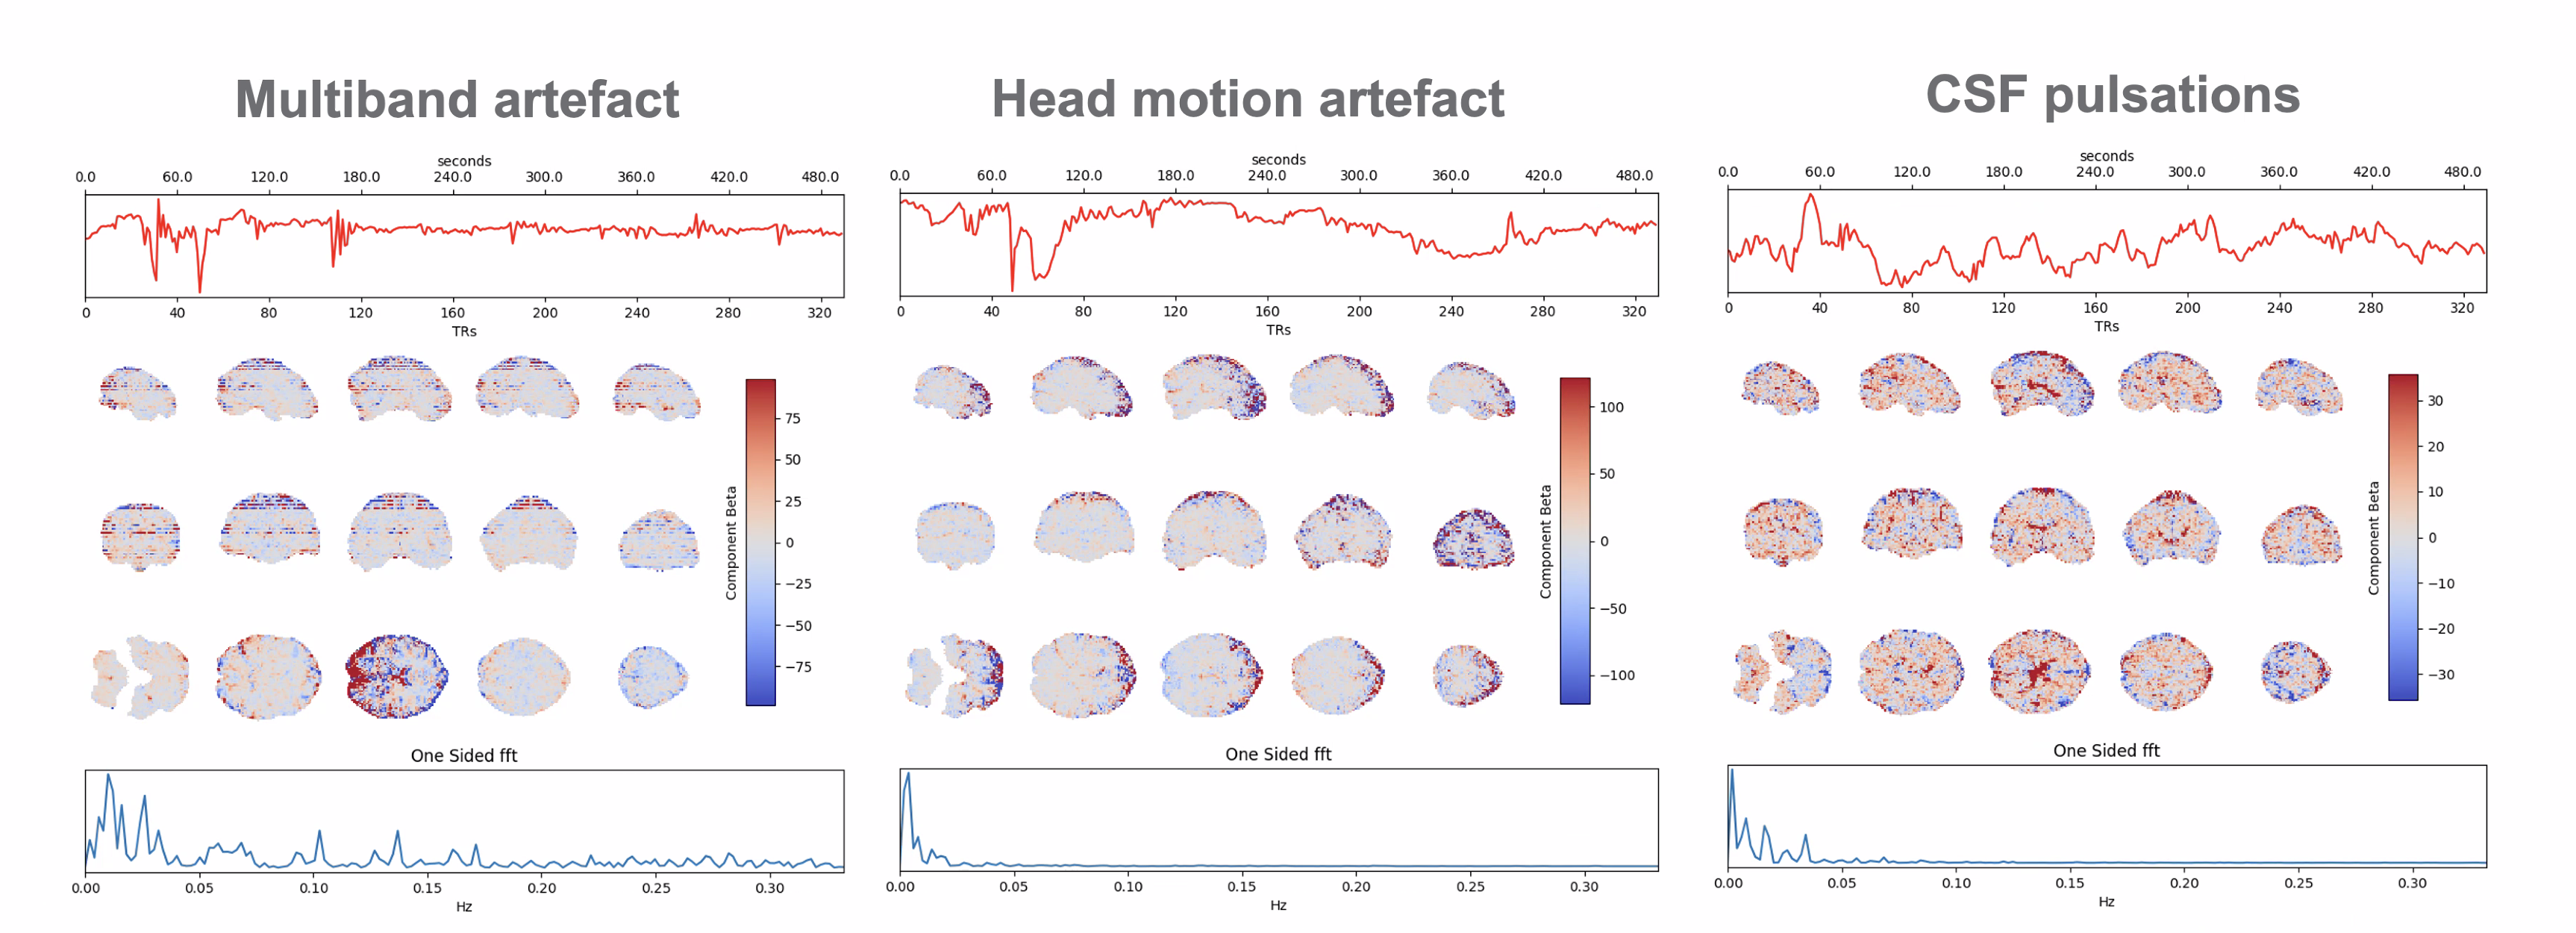 Multiband artefact
seconds
0.0 60.0 120.0 180.0 240.0 300.0 360.0 420.0 480.0
0 40 80 120 160 200 240 280 320
TRs
75
50
25
0
−25
−50
−75
Component Beta
One Sided fft
0.00 0.05 0.10 0.15 0.20 0.25 0.30
Hz
Head motion artefact
seconds
0.0 60.0 120.0 180.0 240.0 300.0 360.0 420.0 480.0
0 40 80 120 160 200 240 280 320
TRs
100
50
0
−50
−100
Component Beta
One Sided fft
0.00 0.05 0.10 0.15 0.20 0.25 0.30
Hz
CSF pulsations
seconds
0.0 60.0 120.0 180.0 240.0 300.0 360.0 420.0 480.0
0 40 80 120 160 200 240 280 320
TRs
30
20
10
0
−10
−20
−30
Component Beta
One Sided fft
0.00 0.05 0.10 0.15 0.20 0.25 0.30
Hz